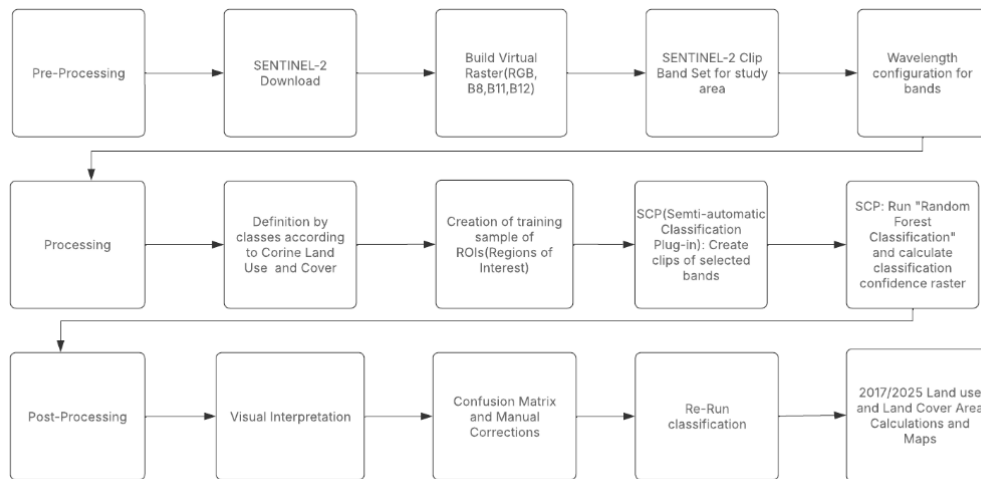 Pre-Processing
SENTINEL-2
Download
Build Virtual
Raster(RGB,
B8,B11,B12)
SENTINEL-2 Clip
Band Set for study
area
Wavelength
configuration for
bands
Processing
Definition by
classes according
to Corine Land
Use and Cover
Creation of training
sample of
ROIs(Regions of
Interest)
SCP(Semti-automatic
Classification
Plug-in): Create
clips of selected
bands
SCP: Run "Random
Forest
Classification"
and calculate
classification
confidence raster
Post-Processing
Visual Interpretation
Confusion Matrix
and Manual
Corrections
Re-Run
classification
2017/2025 Land use
and Land Cover Area
Calculations and
Maps